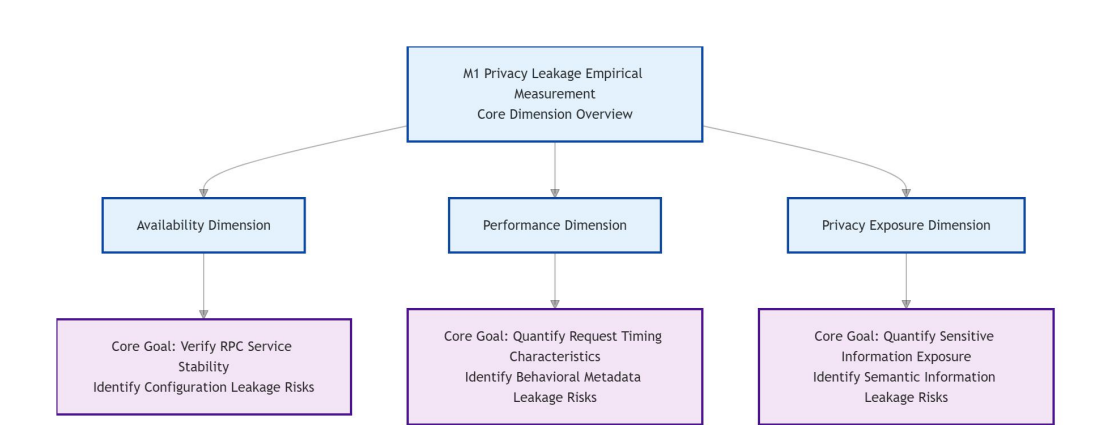 M1 Privacy Leakage Empirical
Measurement
Core Dimension Overview
Availability Dimension
Performance Dimension
Privacy Exposure Dimension
Core Goal: Verify RPC Service
Stability
Identify Configuration Leakage Risks
Core Goal: Quantify Request Timing
Characteristics
Identify Behavioral Metadata
Leakage Risks
Core Goal: Quantify Sensitive
Information Exposure
Identify Semantic Information
Leakage Risks